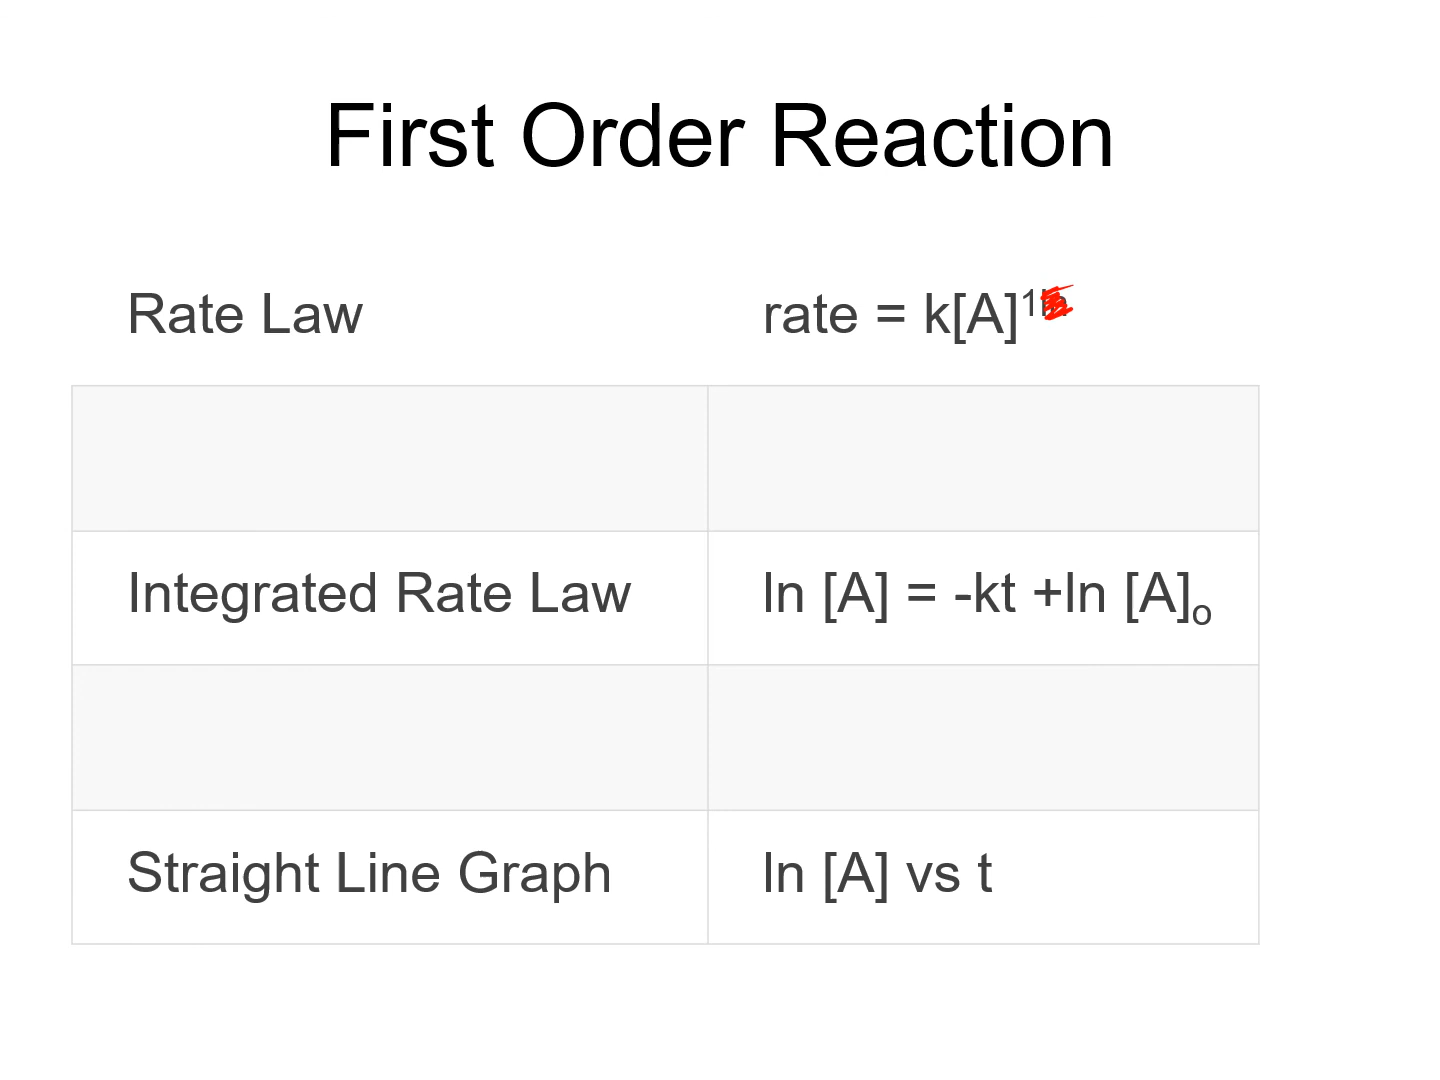 First Order Reaction
Rate Law
rate = k[A]1
Integrated Rate Law
ln [A] = -kt +ln [A]o
Straight Line Graph
ln [A] vs t